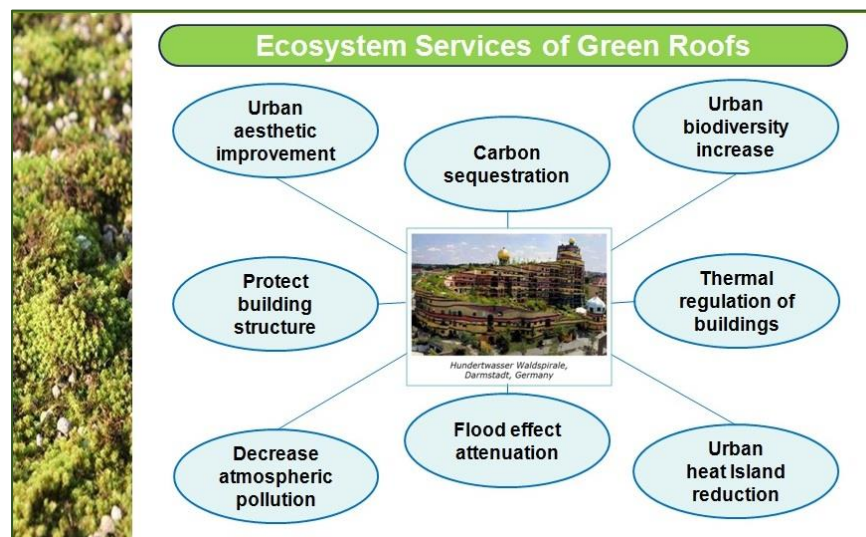 Ecosystem Services of Green Roofs
Urban
aesthetic
improvement
Carbon
sequestration
Urban
biodiversity
increase
Protect
building
structure
Thermal
regulation of
buildings
Hundertwasser Waldspirale,
Darmstadt, Germany
Decrease
atmospheric
pollution
Flood effect
attenuation
Urban
heat Island
reduction